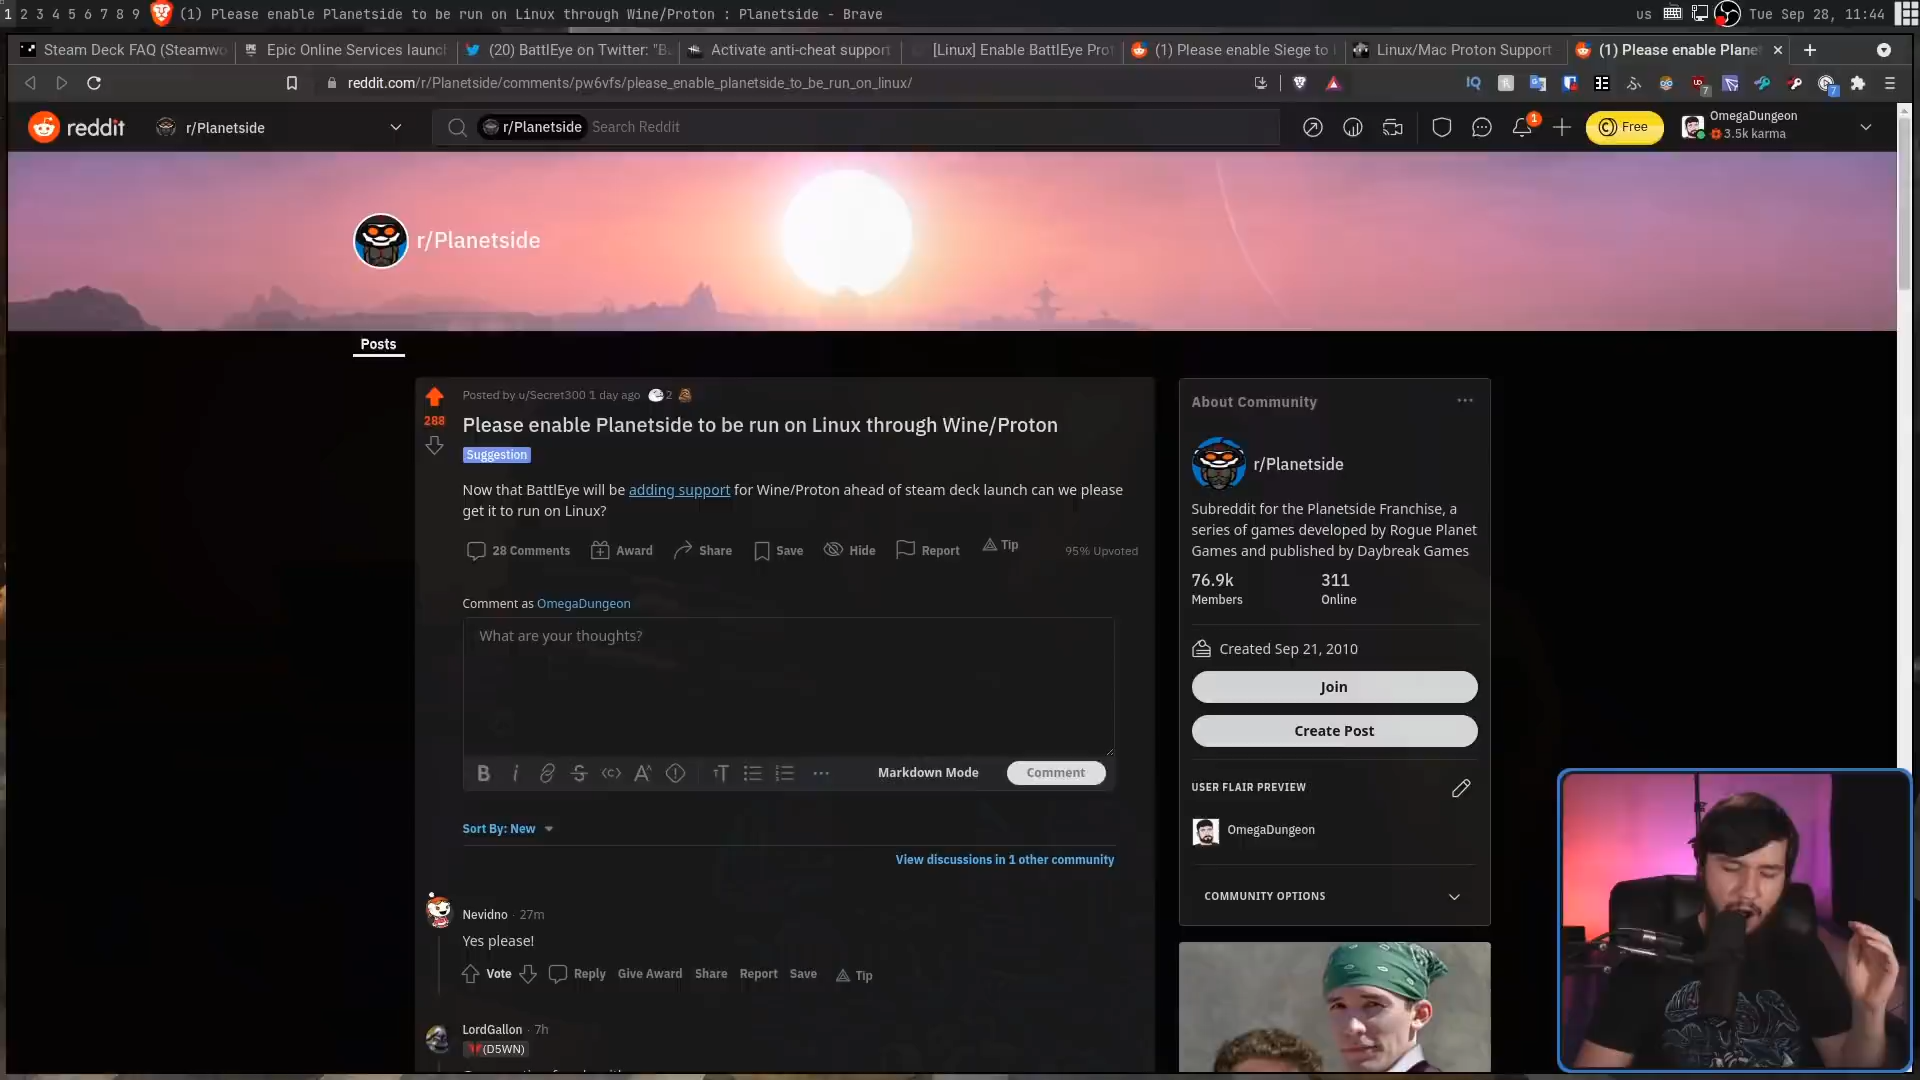 1 2 3 4 5 6 7 8 9 (1) Please enable Planetside to be run on Linux through Wine/Proton : Planetside - Brave
us Tue Sep 28, 11:44
Steam Deck FAQ (Steamwo
Epic Online Services launc
(20) BattlEye on Twitter: "B
Activate anti-cheat support
[Linux] Enable BattlEye Pro
(1) Please enable Siege to
Linux/Mac Proton Support
(1) Please enable Plane
reddit.com/r/Planetside/comments/pw6vfs/please_enable_planetside_to_be_run_on_linux/
IQ
7
7
reddit
r/Planetside
r/Planetside
Search Reddit
1
Free
OmegaDungeon
3.5k karma
r/Planetside
Posts
Posted by u/Secret300 1 day ago 2
288
Please enable Planetside to be run on Linux through Wine/Proton
Suggestion
Now that BattlEye will be adding support for Wine/Proton ahead of steam deck launch can we please
get it to run on Linux?
28 Comments Award Share Save Hide Report Tip 95% Upvoted
Comment as OmegaDungeon
What are your thoughts?
Markdown Mode
Comment
Sort By: New
View discussions in 1 other community
Nevidno · 27m
Yes please!
Vote Reply Give Award Share Report Save Tip
LordGallon · 7h
(D5WN)
About Community
r/Planetside
Subreddit for the Planetside Franchise, a
series of games developed by Rogue Planet
Games and published by Daybreak Games
76.9k 311
Members Online
Created Sep 21, 2010
Join
Create Post
USER FLAIR PREVIEW
OmegaDungeon
COMMUNITY OPTIONS